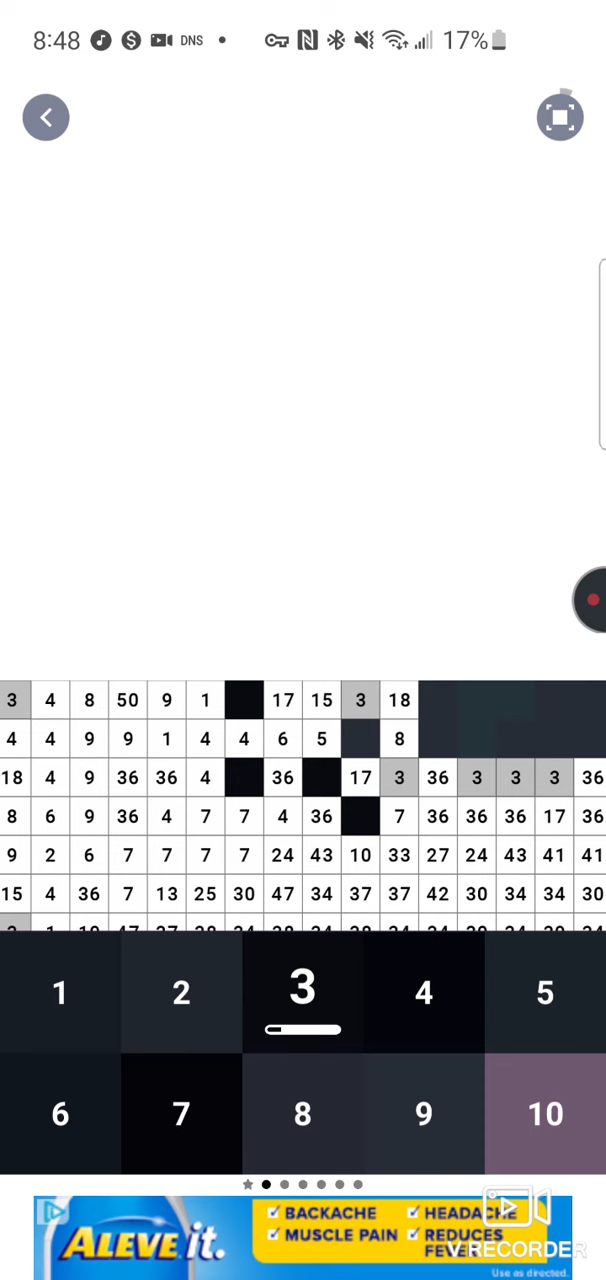 8:48 DNS 17%
3 4 8 50 9 1 17 15 3 18
4 4 9 9 1 4 4 6 5 8
18 4 9 36 36 4 36 17 3 36 3 3 3 36
8 6 9 36 4 7 7 4 36 7 36 36 36 17 36
9 2 6 7 7 7 7 24 43 10 33 27 24 43 41 41
15 4 36 7 13 25 30 47 34 37 37 42 30 34 34 30
1 2 3 4 5
6 7 8 9 10
ALEVE it.
BACKACHE HEADACHE
MUSCLE PAIN REDUCES
FEVER
V RECORDER
Use as directed.